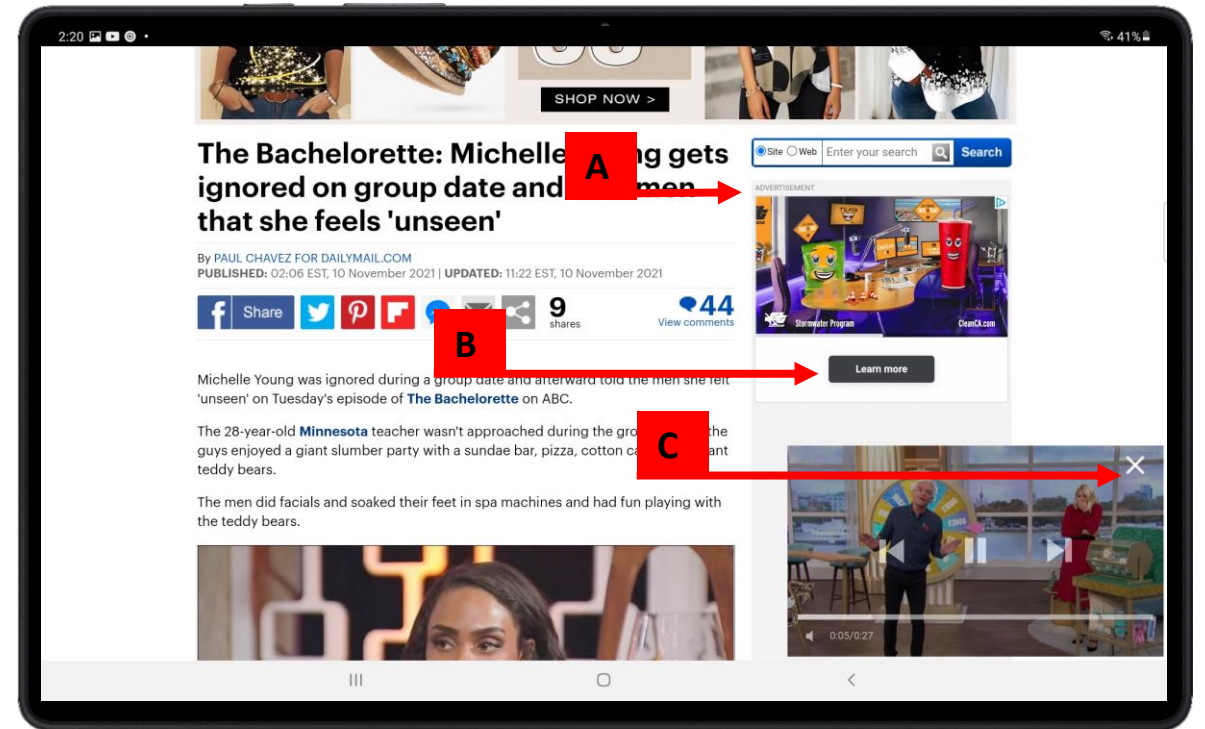 2:20
41%
SHOP NOW >
The Bachelorette: Michelle ng gets
ignored on group date and men
that she feels 'unseen'
By PAUL CHAVEZ FOR DAILYMAIL.COM
PUBLISHED: 02:06 EST, 10 November 2021 | UPDATED: 11:22 EST, 10 November 2021
Share
9
shares
44
View comments
Michelle Young was ignored during a group date and afterward told the men she felt
'unseen' on Tuesday's episode of The Bachelorette on ABC.
The 28-year-old Minnesota teacher wasn't approached during the gro the
guys enjoyed a giant slumber party with a sundae bar, pizza, cotton ca ant
teddy bears.
The men did facials and soaked their feet in spa machines and had fun playing with
the teddy bears.
A
B
C
Site Web Enter your search Search
ADVERTISEMENT
TRASH
Stormwater Program CleanCA.com
Learn more
0:05/0:27